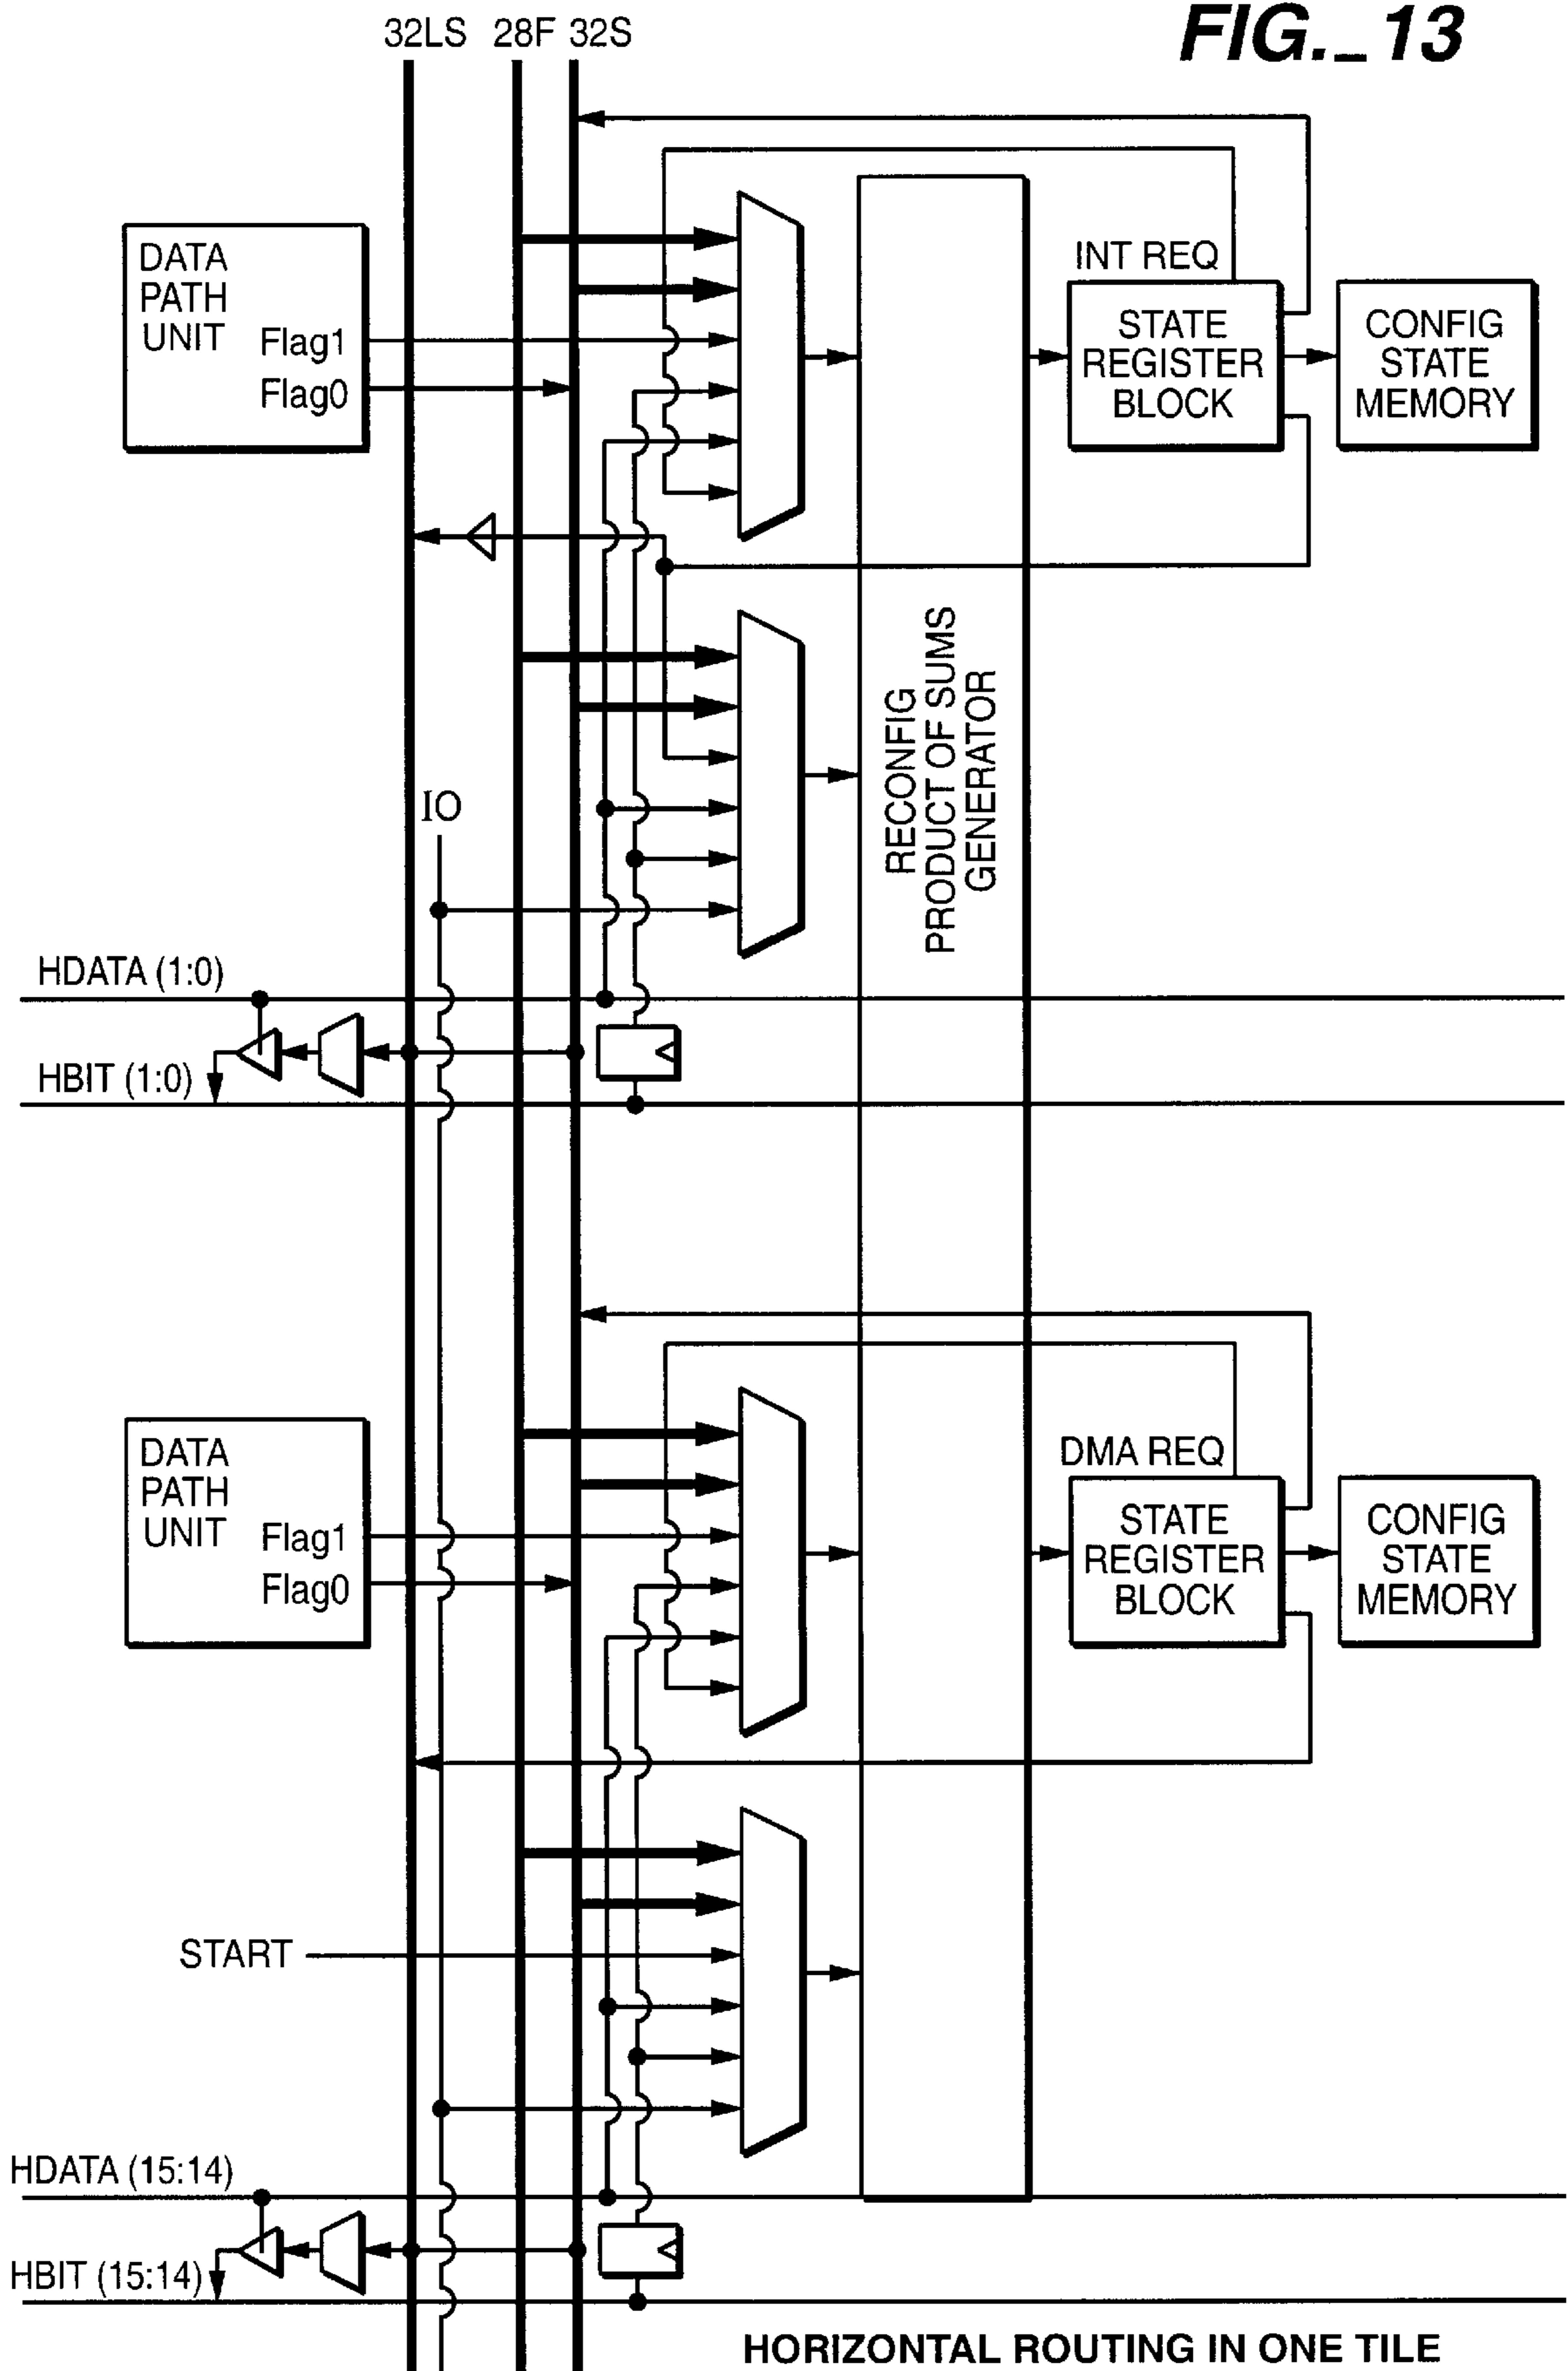 FIG._13
32LS 28F 32S
DATA
PATH
UNIT
Flag1
Flag0
INT REQ
STATE
REGISTER
BLOCK
CONFIG
STATE
MEMORY
RECONFIG
PRODUCT OF SUMS
GENERATOR
IO
HDATA (1:0)
HBIT (1:0)
DATA
PATH
UNIT
Flag1
Flag0
DMA REQ
STATE
REGISTER
BLOCK
CONFIG
STATE
MEMORY
START
HDATA (15:14)
HBIT (15:14)
HORIZONTAL ROUTING IN ONE TILE